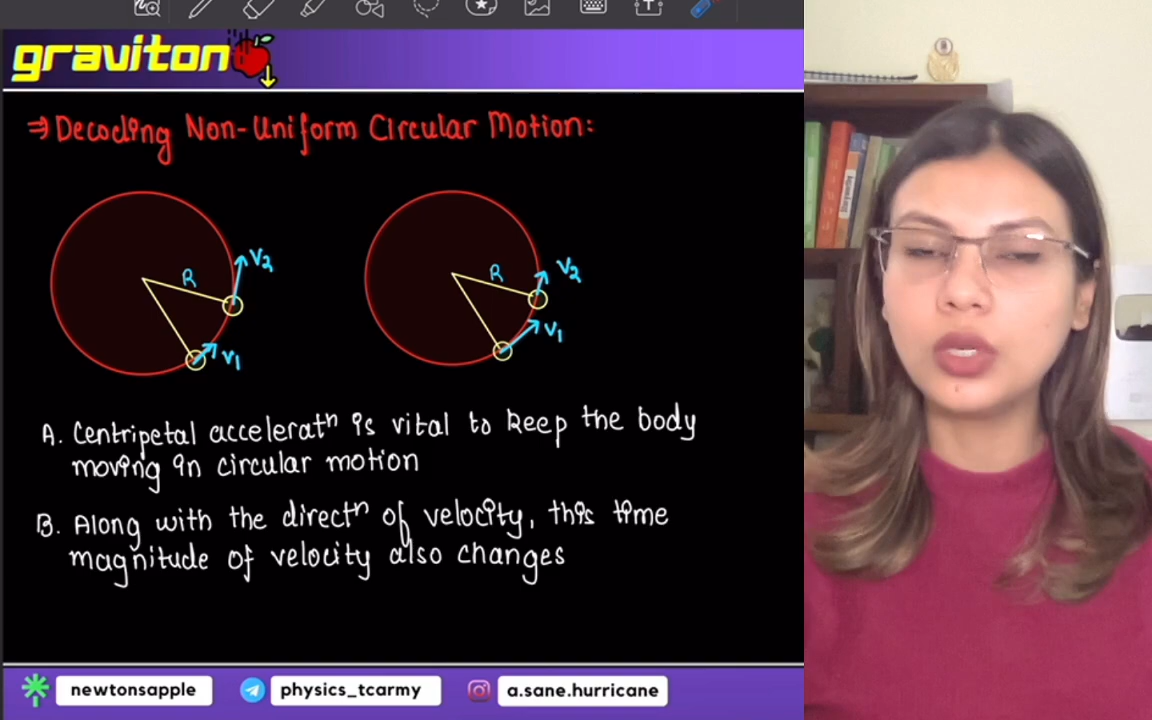 graviton
⇒ Decoding Non-Uniform Circular Motion:
R
V2
V1
R
V2
V1
A. Centripetal acceleratⁿ is vital to keep the body
moving in circular motion
B. Along with the directⁿ of velocity, this time
magnitude of velocity also changes
newtonsapple
physics_tcarmy
a.sane.hurricane